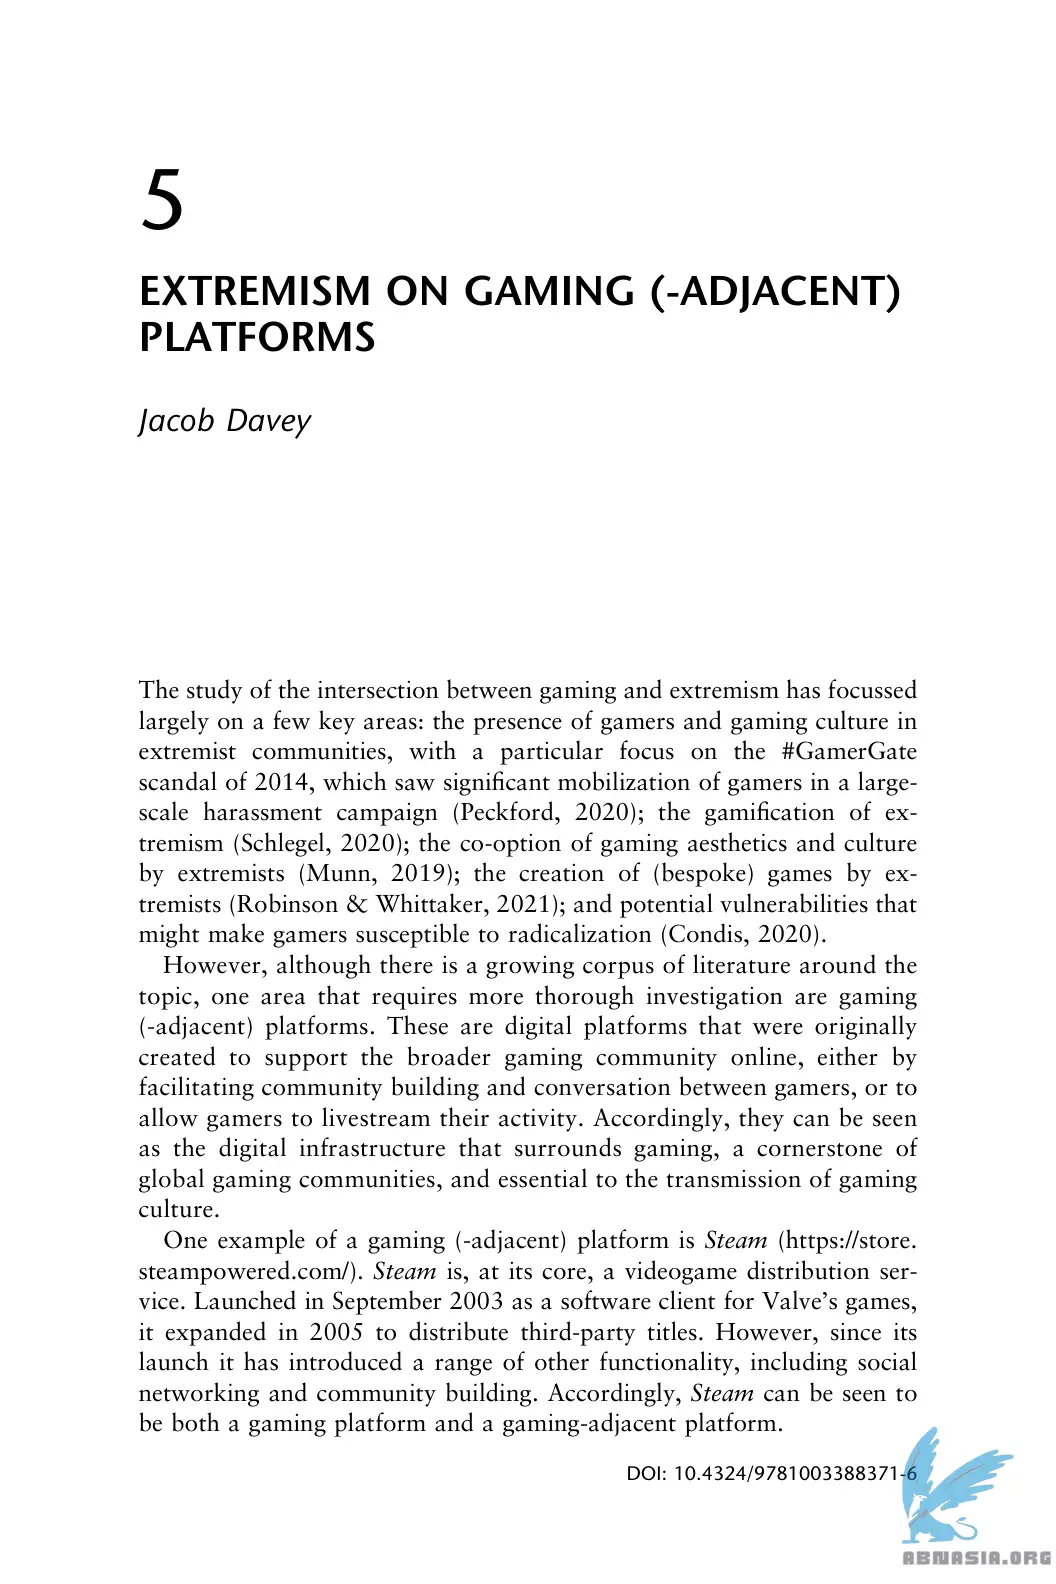 5
EXTREMISM ON GAMING (-ADJACENT)
PLATFORMS
Jacob Davey
The study of the intersection between gaming and extremism has focussed
largely on a few key areas: the presence of gamers and gaming culture in
extremist communities, with a particular focus on the #GamerGate
scandal of 2014, which saw significant mobilization of gamers in a large-
scale harassment campaign (Peckford, 2020); the gamification of ex-
tremism (Schlegel, 2020); the co-option of gaming aesthetics and culture
by extremists (Munn, 2019); the creation of (bespoke) games by ex-
tremists (Robinson & Whittaker, 2021); and potential vulnerabilities that
might make gamers susceptible to radicalization (Condis, 2020).
However, although there is a growing corpus of literature around the
topic, one area that requires more thorough investigation are gaming
(-adjacent) platforms. These are digital platforms that were originally
created to support the broader gaming community online, either by
facilitating community building and conversation between gamers, or to
allow gamers to livestream their activity. Accordingly, they can be seen
as the digital infrastructure that surrounds gaming, a cornerstone of
global gaming communities, and essential to the transmission of gaming
culture.
One example of a gaming (-adjacent) platform is Steam (https://store.
steampowered.com/). Steam is, at its core, a videogame distribution ser-
vice. Launched in September 2003 as a software client for Valve's games,
it expanded in 2005 to distribute third-party titles. However, since its
launch it has introduced a range of other functionality, including social
networking and community building. Accordingly, Steam can be seen to
be both a gaming platform and a gaming-adjacent platform.
DOI: 10.4324/9781003388371-6
ABNASIA.ORG